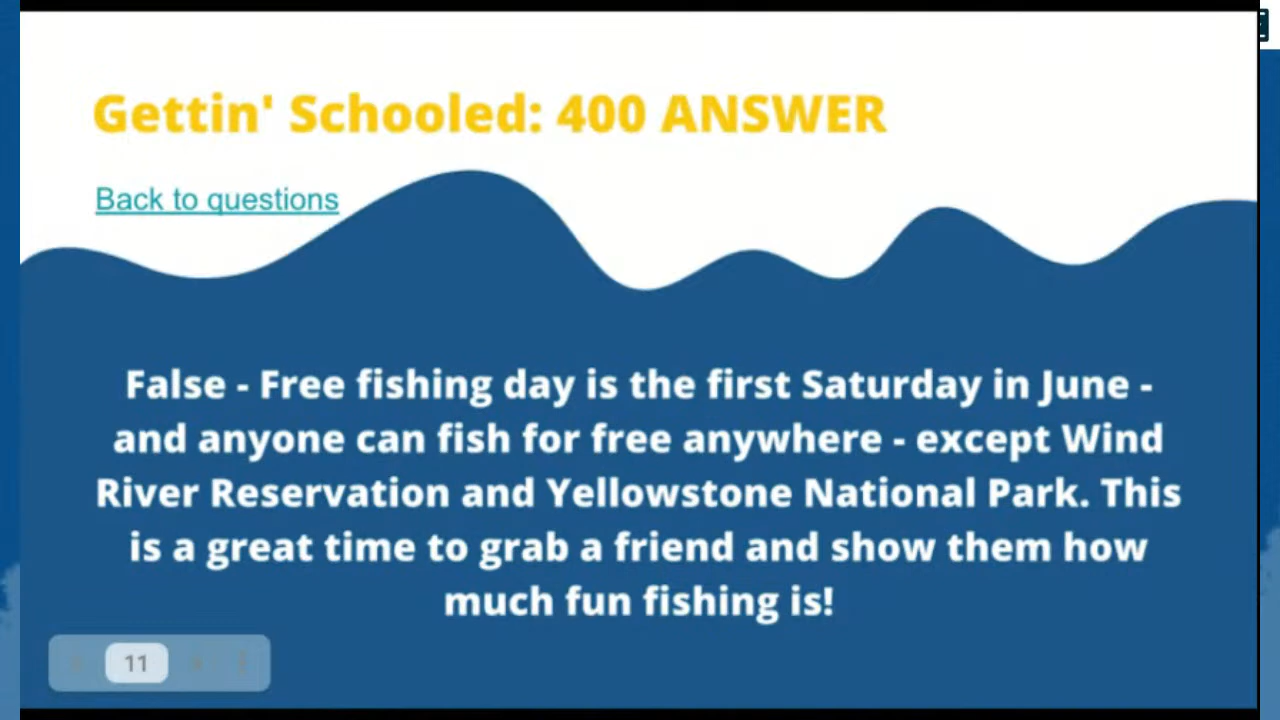 Gettin' Schooled: 400 ANSWER
Back to questions
False - Free fishing day is the first Saturday in June -
and anyone can fish for free anywhere - except Wind
River Reservation and Yellowstone National Park. This
is a great time to grab a friend and show them how
much fun fishing is!
11